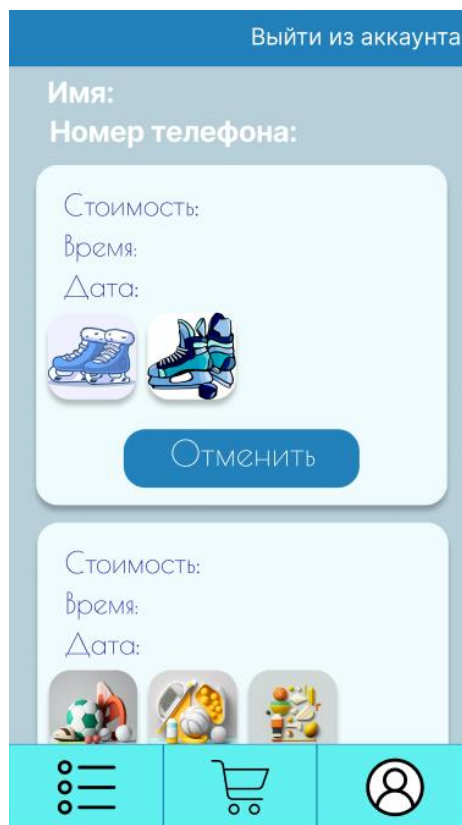 Выйти из аккаунта
Имя:
Номер телефона:
Стоимость:
Время:
Дата:
Отменить
Стоимость:
Время:
Дата: